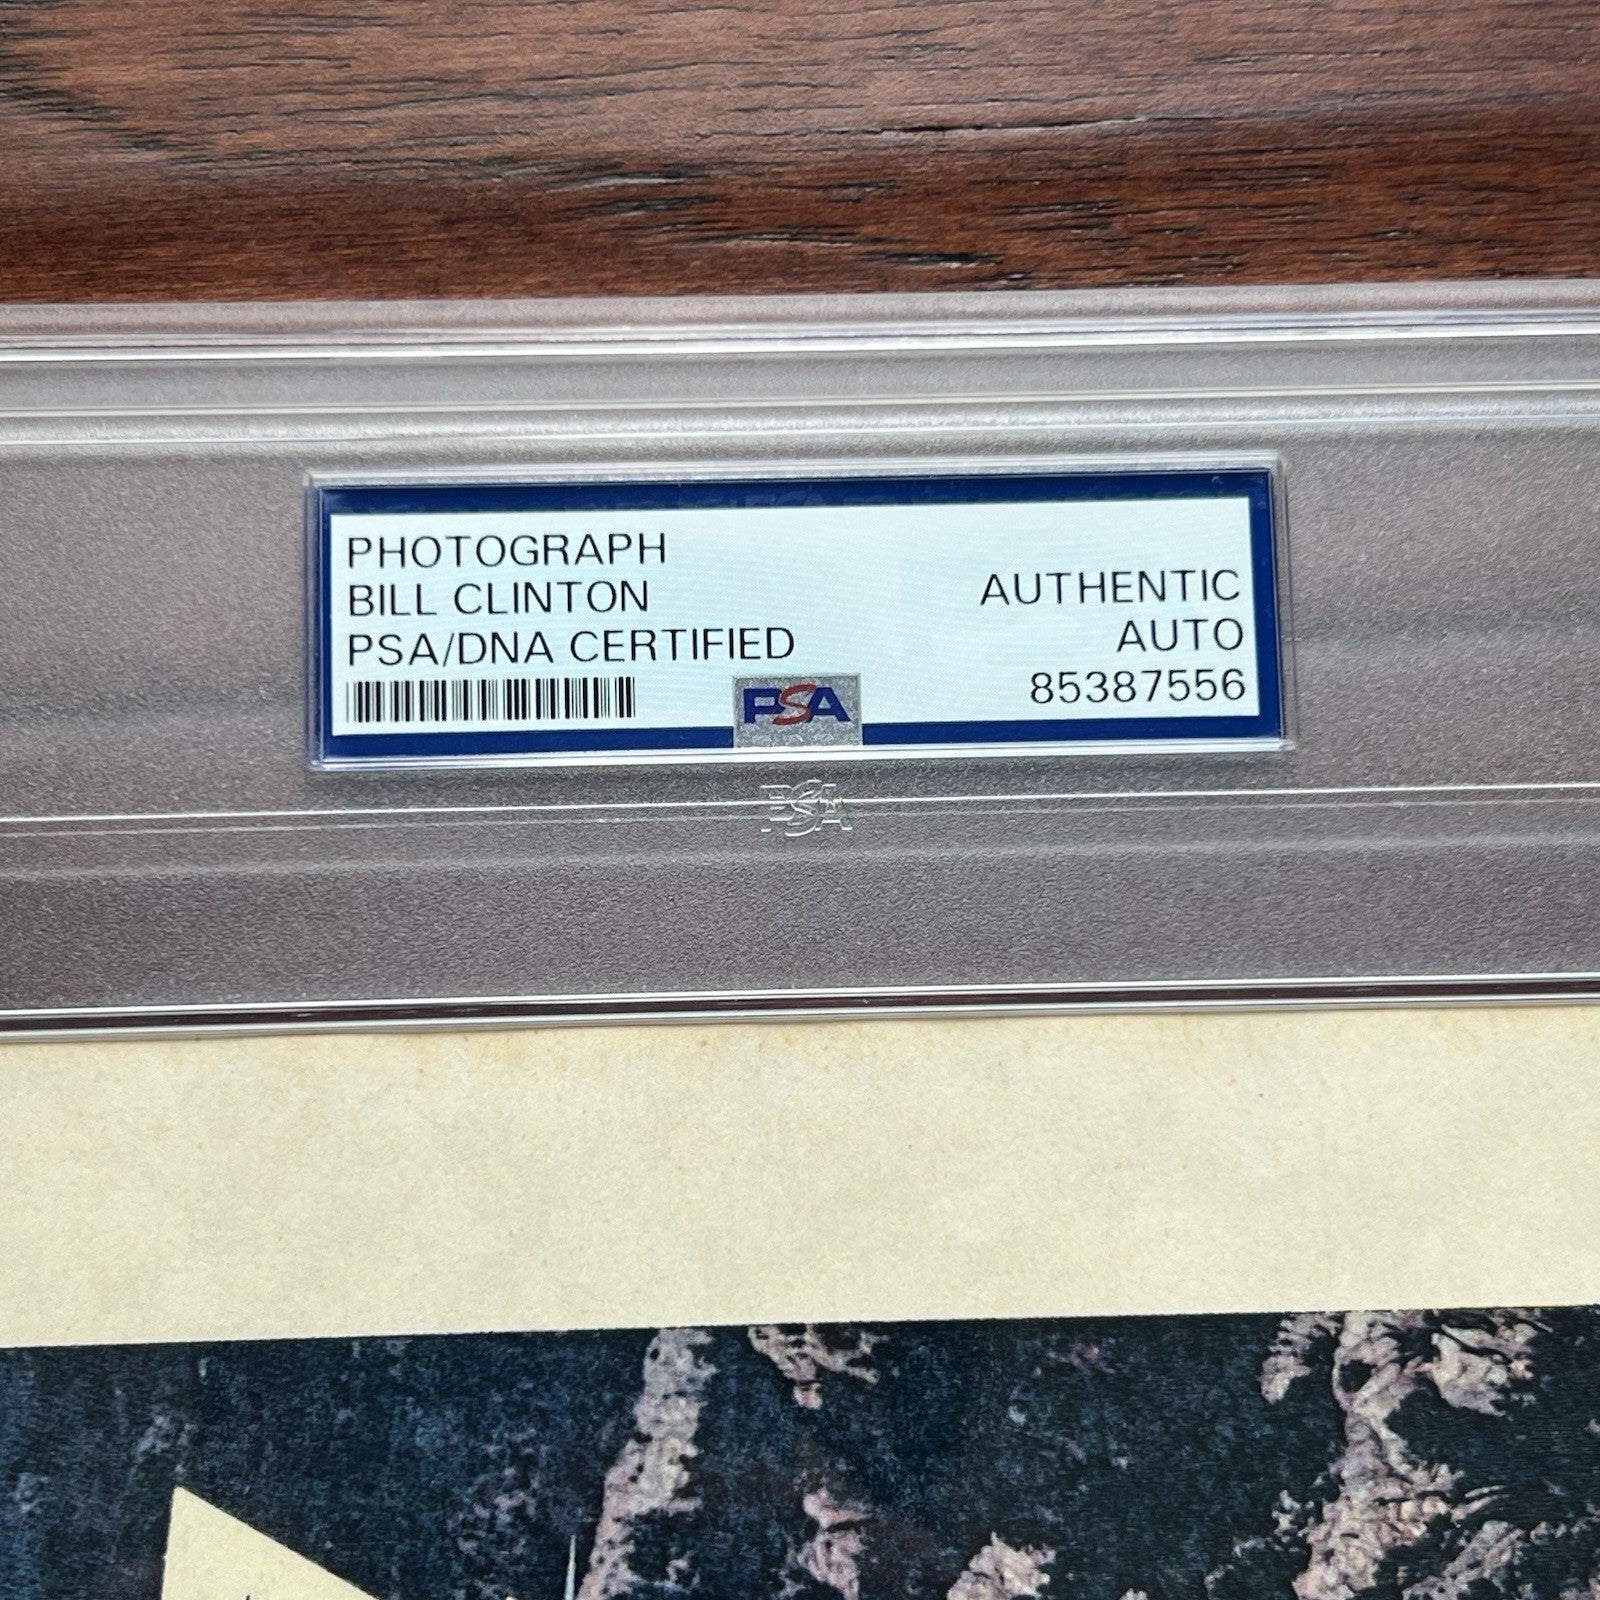 PHOTOGRAPH
BILL CLINTON
PSA/DNA CERTIFIED
AUTHENTIC
AUTO
85387556
PSA
PSA